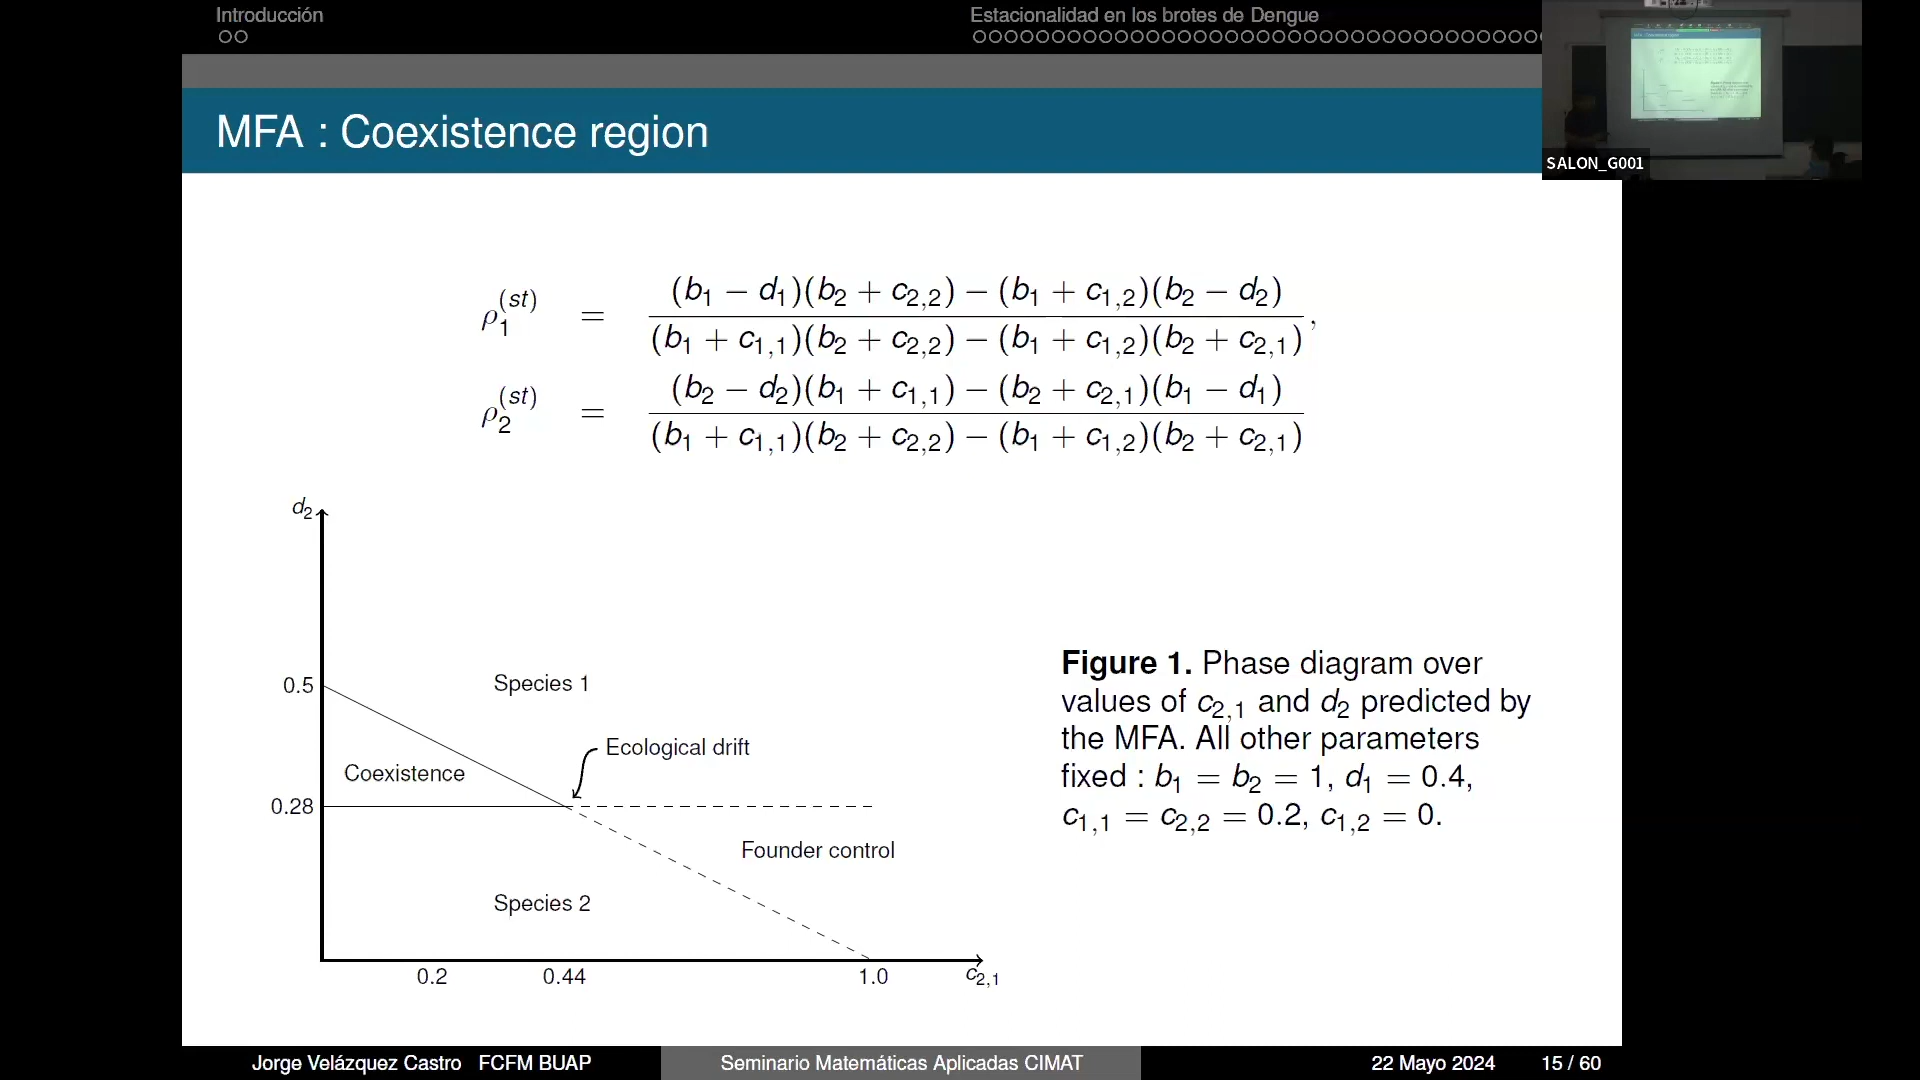 Introducción
Estacionalidad en los brotes de Dengue
SALON_G001
MFA : Coexistence region
ρ₁^(st) = (b₁ − d₁)(b₂ + c₂,₂) − (b₁ + c₁,₂)(b₂ − d₂)
(b₁ + c₁,₁)(b₂ + c₂,₂) − (b₁ + c₁,₂)(b₂ + c₂,₁) ,
ρ₂^(st) = (b₂ − d₂)(b₁ + c₁,₁) − (b₂ + c₂,₁)(b₁ − d₁)
(b₁ + c₁,₁)(b₂ + c₂,₂) − (b₁ + c₁,₂)(b₂ + c₂,₁)
d₂
0.5
Species 1
Ecological drift
Coexistence
0.28
Founder control
Species 2
0.2 0.44 1.0 c₂,₁
Figure 1. Phase diagram over
values of c₂,₁ and d₂ predicted by
the MFA. All other parameters
fixed : b₁ = b₂ = 1, d₁ = 0.4,
c₁,₁ = c₂,₂ = 0.2, c₁,₂ = 0.
Jorge Velázquez Castro FCFM BUAP
Seminario Matemáticas Aplicadas CIMAT
22 Mayo 2024 15 / 60